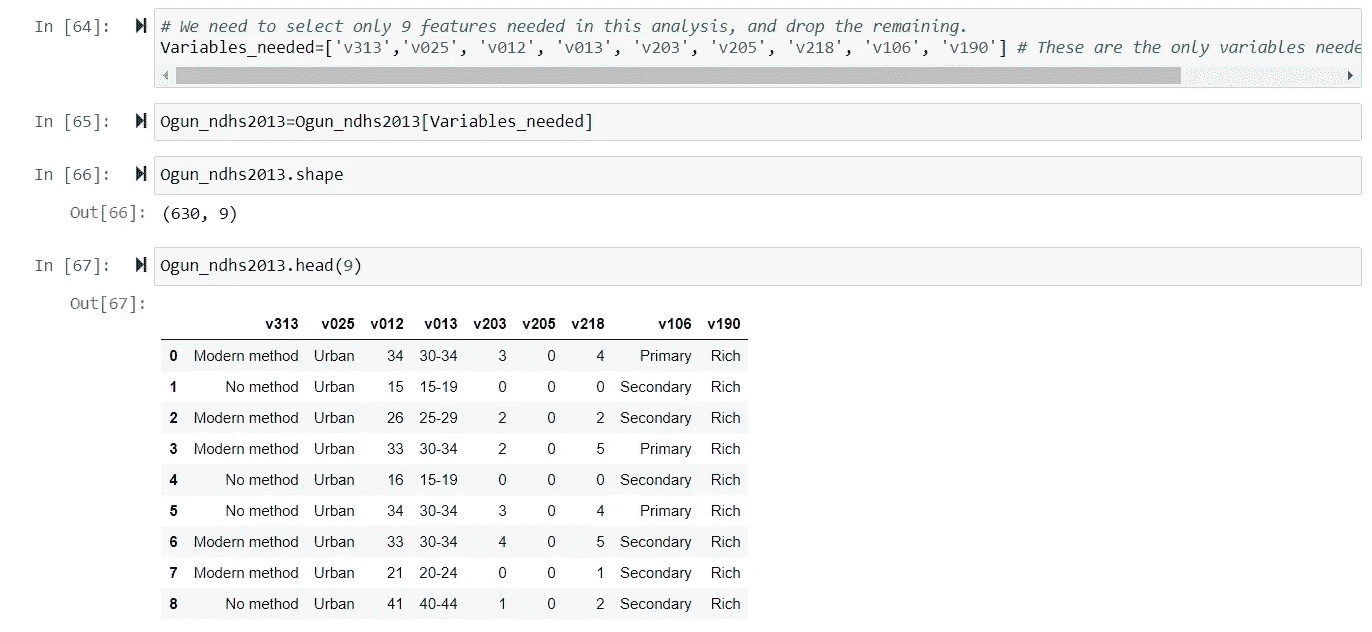 In [64]: # We need to select only 9 features needed in this analysis, and drop the remaining.
Variables_needed=['v313','v025', 'v012', 'v013', 'v203', 'v205', 'v218', 'v106', 'v190'] # These are the only variables neede
In [65]: Ogun_ndhs2013=Ogun_ndhs2013[Variables_needed]
In [66]: Ogun_ndhs2013.shape
Out[66]: (630, 9)
In [67]: Ogun_ndhs2013.head(9)
Out[67]:
v313 v025 v012 v013 v203 v205 v218 v106 v190
0 Modern method Urban 34 30-34 3 0 4 Primary Rich
1 No method Urban 15 15-19 0 0 0 Secondary Rich
2 Modern method Urban 26 25-29 2 0 2 Secondary Rich
3 Modern method Urban 33 30-34 2 0 5 Primary Rich
4 No method Urban 16 15-19 0 0 0 Secondary Rich
5 No method Urban 34 30-34 3 0 4 Primary Rich
6 Modern method Urban 33 30-34 4 0 5 Secondary Rich
7 Modern method Urban 21 20-24 0 0 1 Secondary Rich
8 No method Urban 41 40-44 1 0 2 Secondary Rich